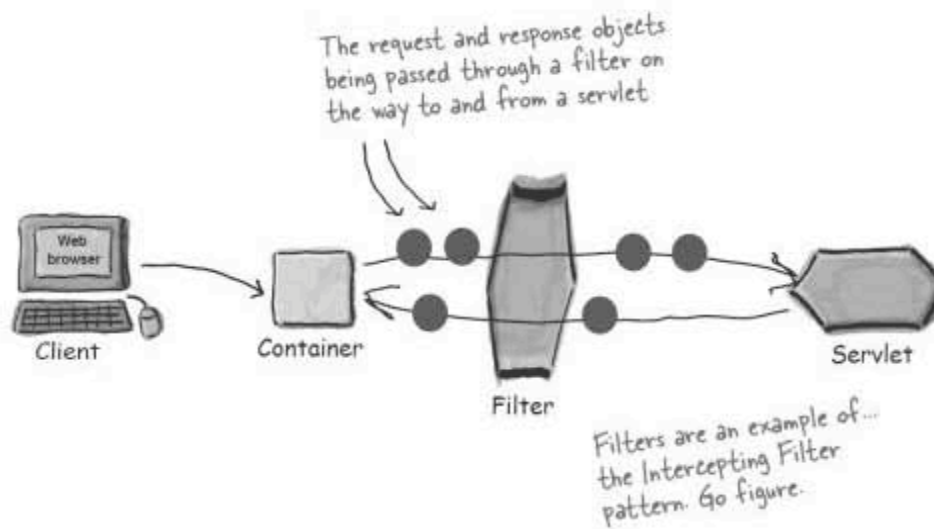 The request and response objects
being passed through a filter on
the way to and from a servlet
Web
browser
Client
Container
Filter
Servlet
Filters are an example of...
the Intercepting Filter
pattern. Go figure.